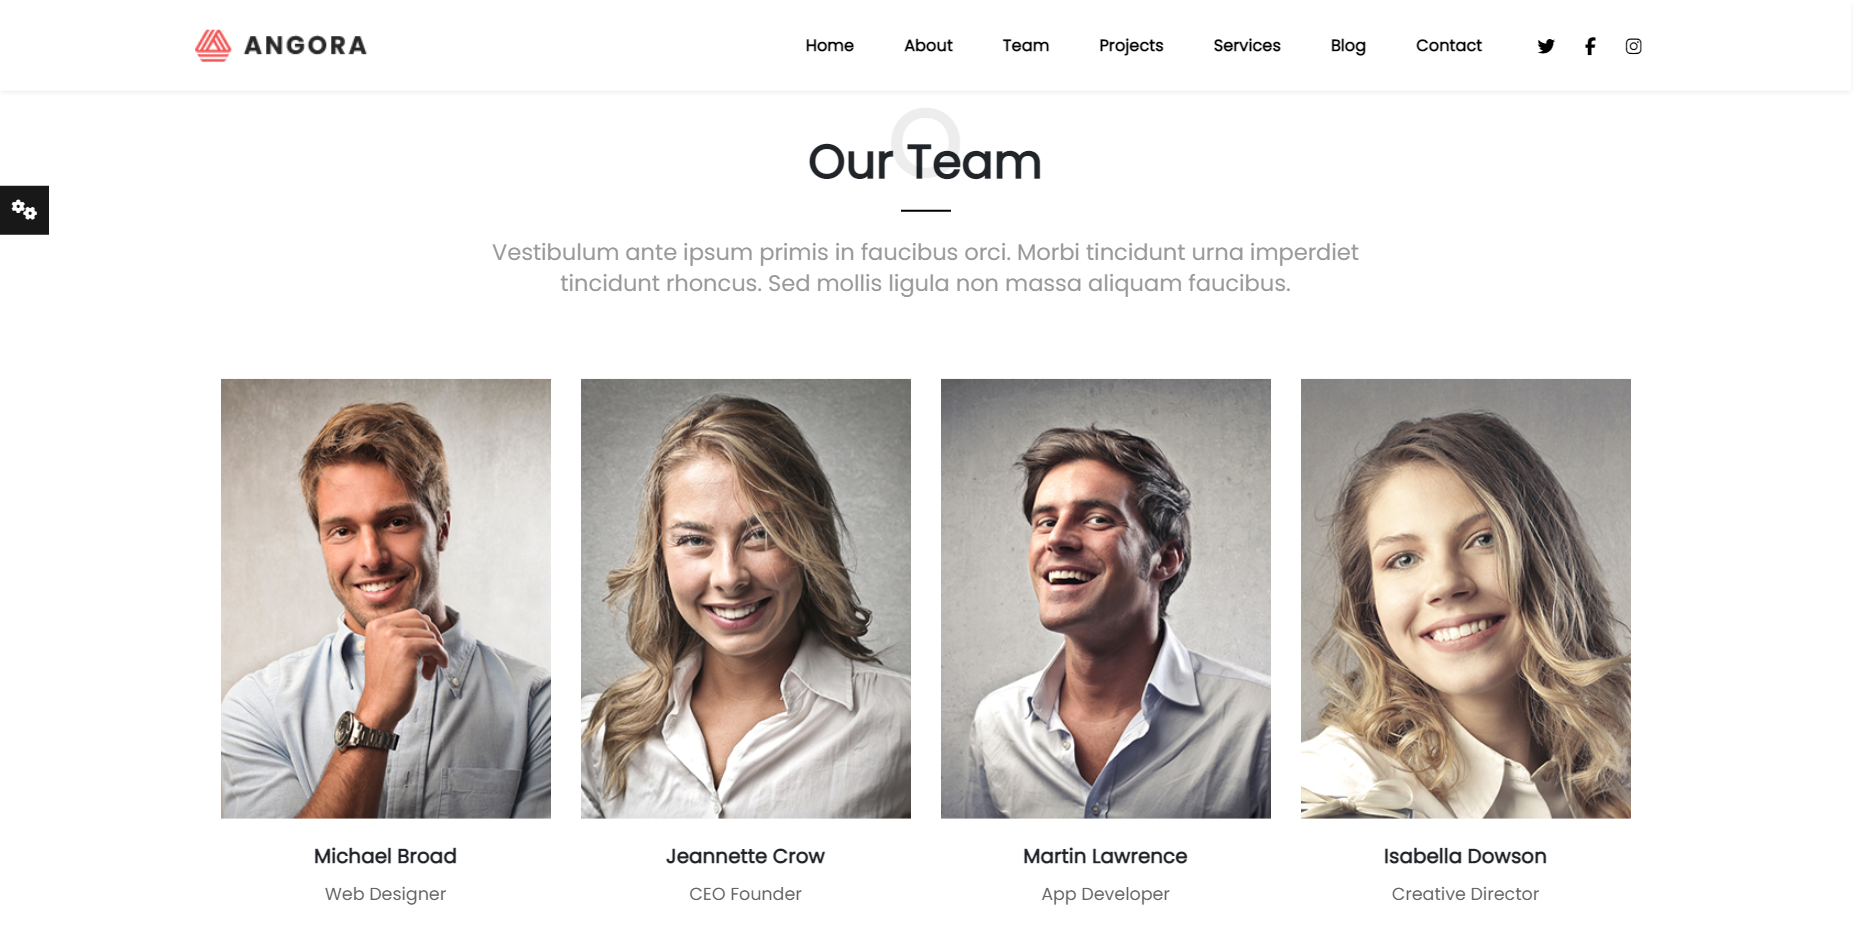 ANGORA
Home About Team Projects Services Blog Contact
O
Our Team
Vestibulum ante ipsum primis in faucibus orci. Morbi tincidunt urna imperdiet
tincidunt rhoncus. Sed mollis ligula non massa aliquam faucibus.
Michael Broad
Web Designer
Jeannette Crow
CEO Founder
Martin Lawrence
App Developer
Isabella Dowson
Creative Director